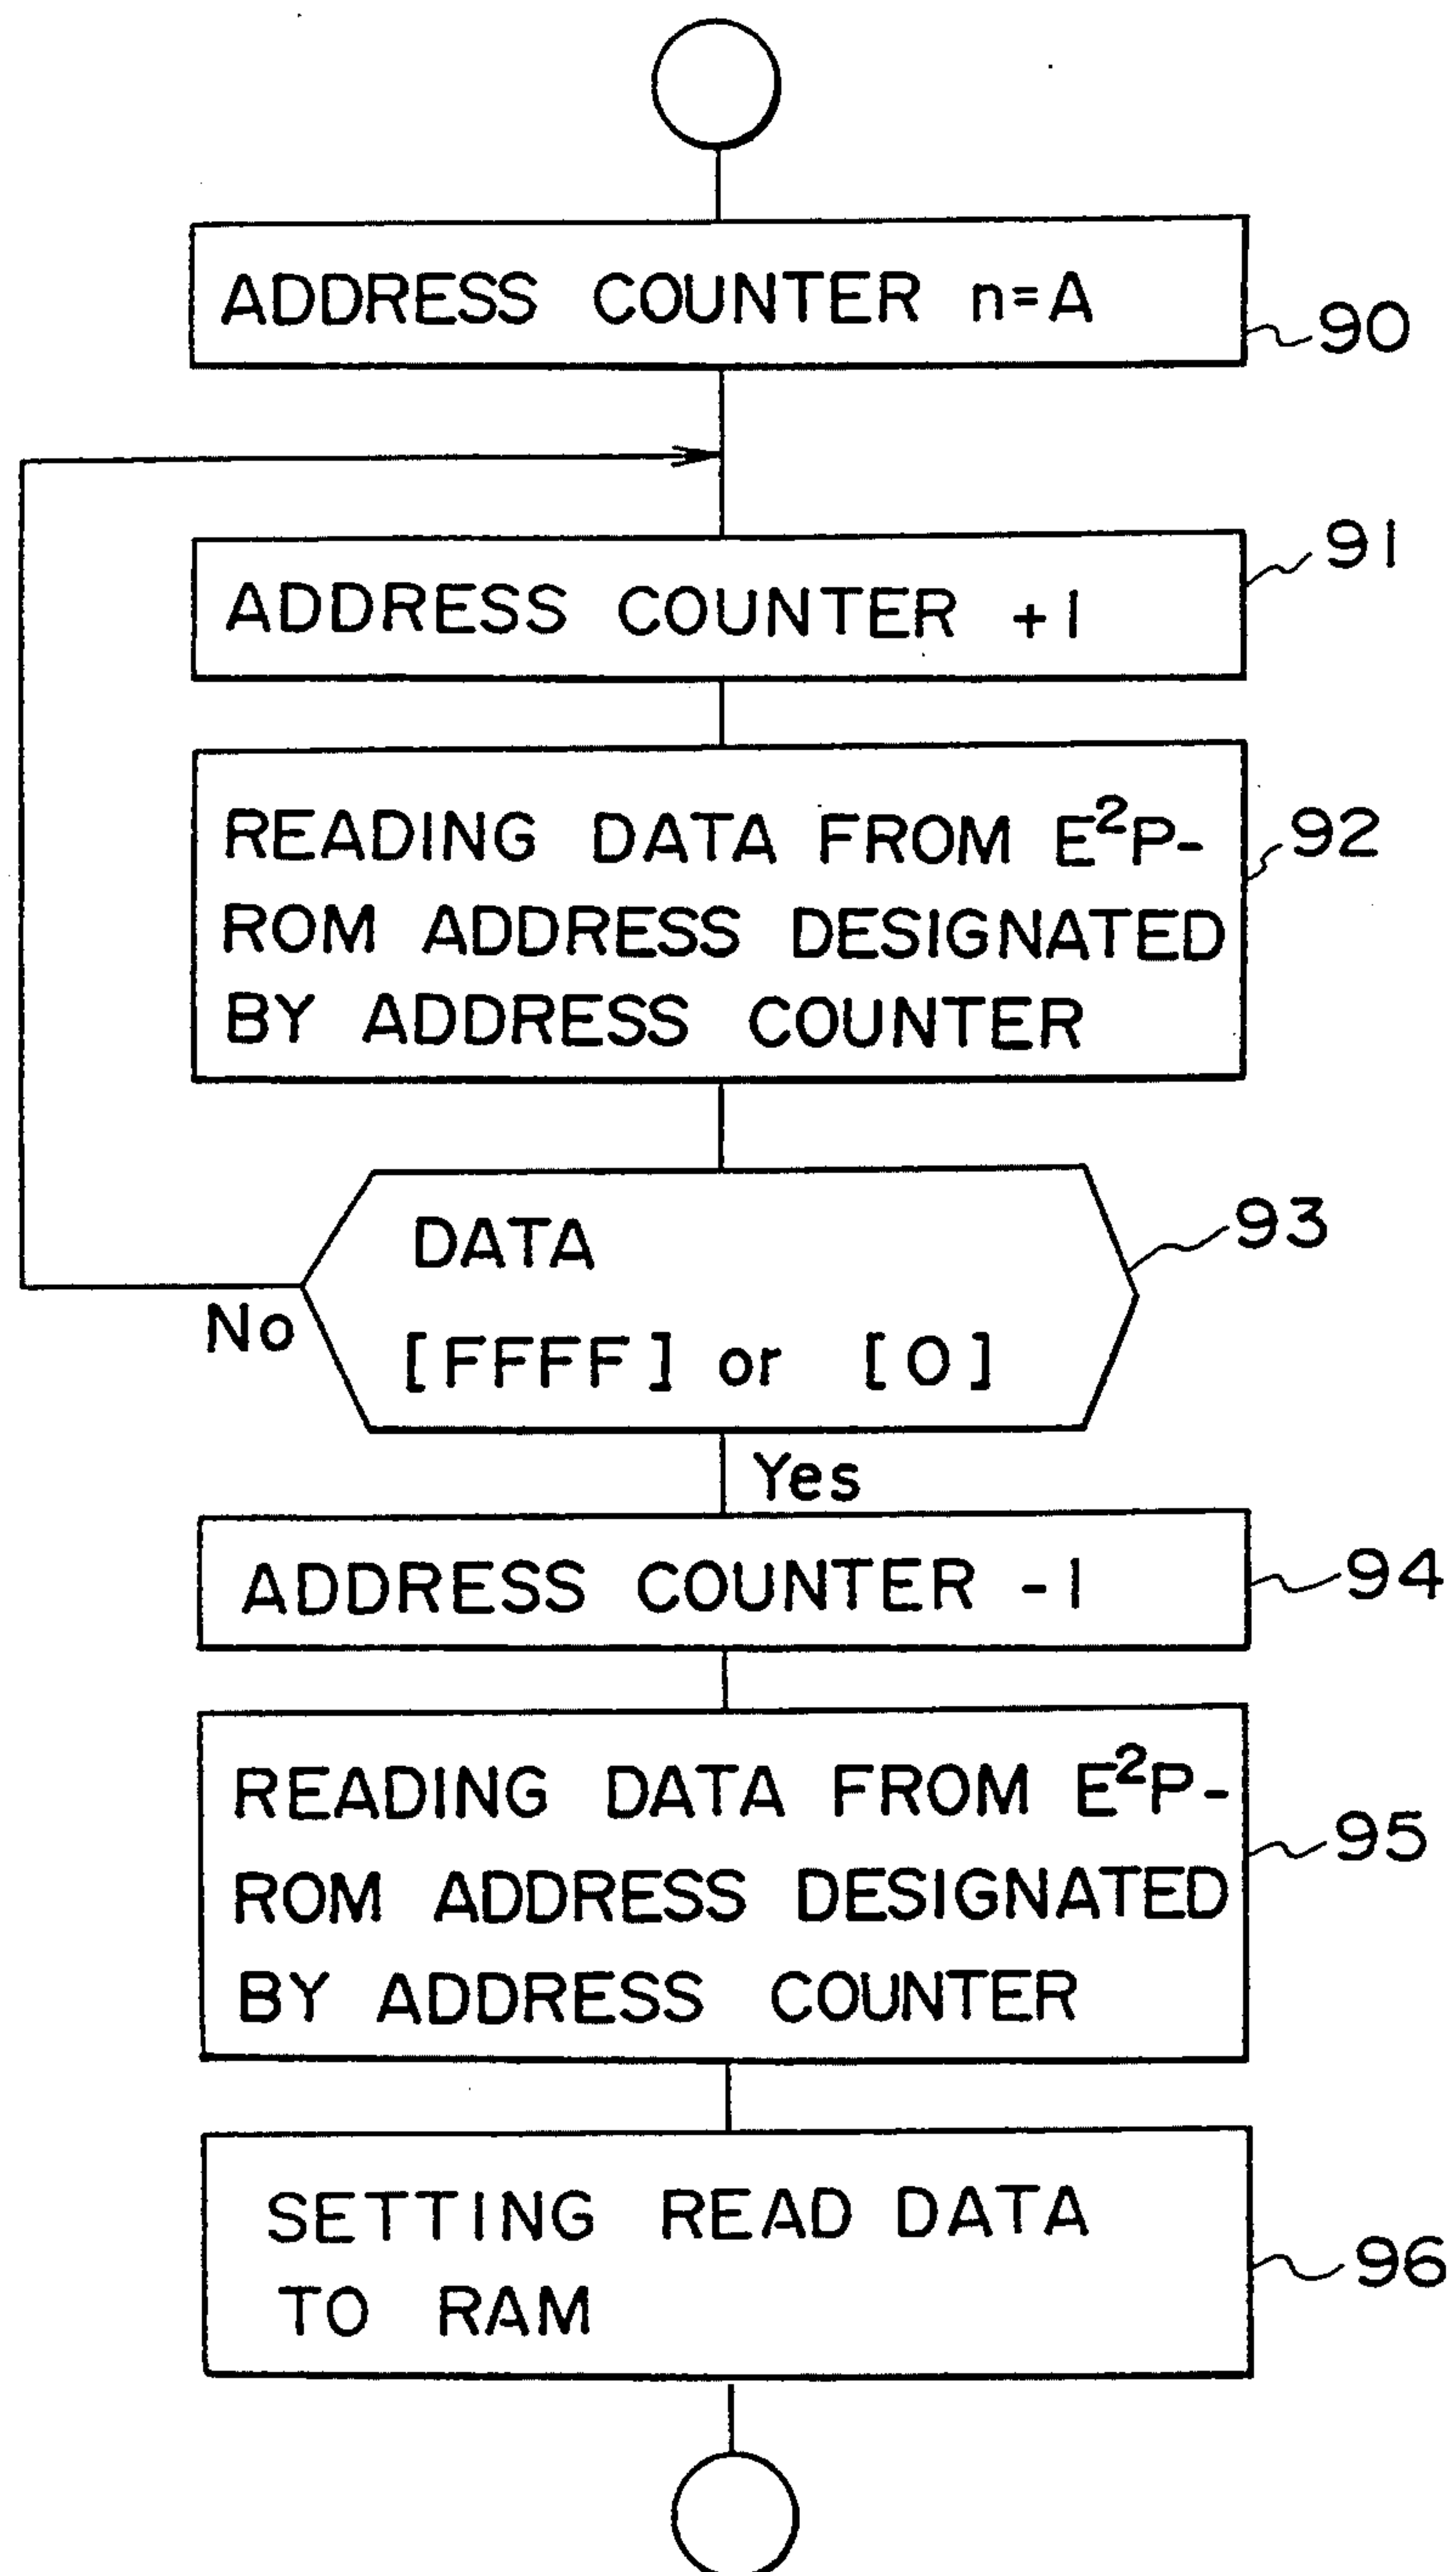 ADDRESS COUNTER n=A
90
91
ADDRESS COUNTER +1
READING DATA FROM E²P-
92
ROM ADDRESS DESIGNATED
BY ADDRESS COUNTER
DATA
93
No
[FFFF] or [0]
Yes
ADDRESS COUNTER -1
94
READING DATA FROM E²P-
95
ROM ADDRESS DESIGNATED
BY ADDRESS COUNTER
SETTING READ DATA
96
TO RAM